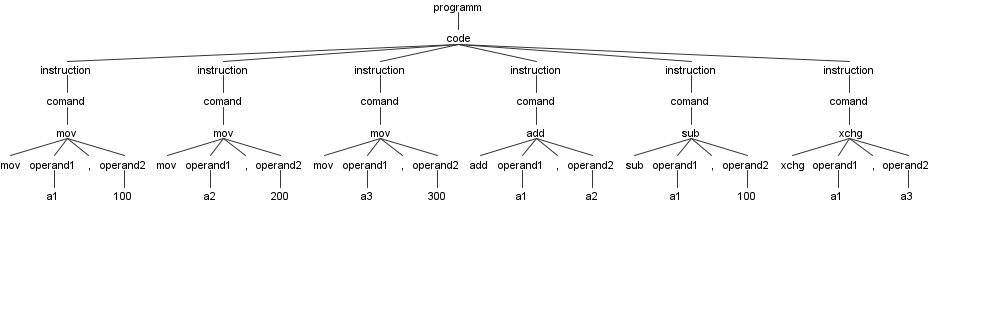 programm
code
instruction instruction instruction instruction instruction instruction
comand comand comand comand comand comand
mov mov mov add sub xchg
mov operand1 , operand2 mov operand1 , operand2 mov operand1 , operand2 add operand1 , operand2 sub operand1 , operand2 xchg operand1 , operand2
a1 100 a2 200 a3 300 a1 a2 a1 100 a1 a3